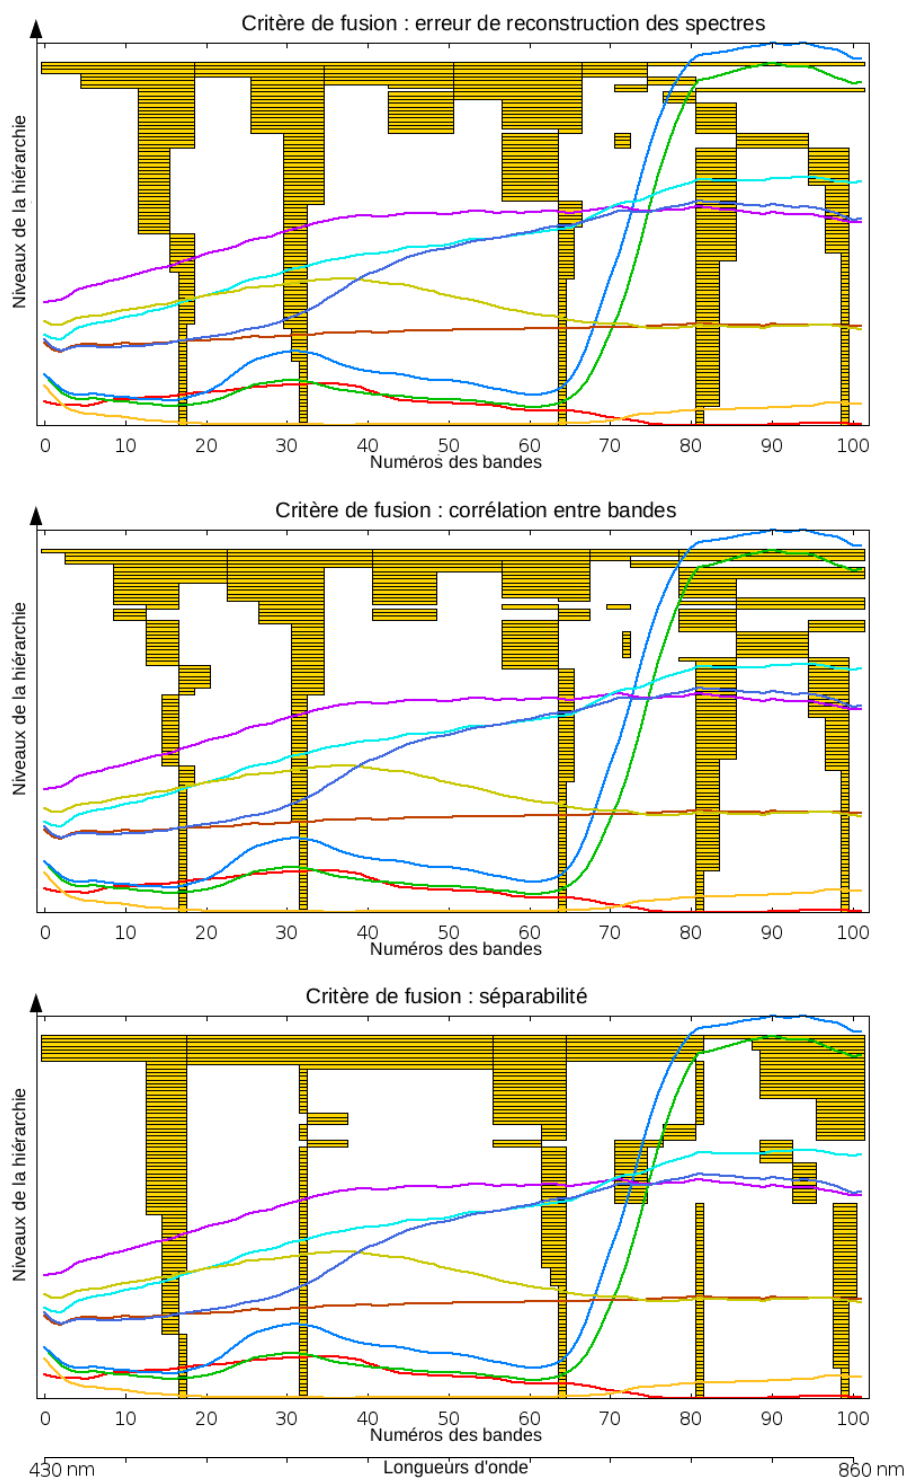 Critère de fusion : erreur de reconstruction des spectres
Niveaux de la hiérarchie
0 10 20 30 40 50 60 70 80 90 100
Numéros des bandes
Critère de fusion : corrélation entre bandes
Niveaux de la hiérarchie
0 10 20 30 40 50 60 70 80 90 100
Numéros des bandes
Critère de fusion : séparabilité
Niveaux de la hiérarchie
0 10 20 30 40 50 60 70 80 90 100
Numéros des bandes
430 nm Longueurs d'onde 860 nm